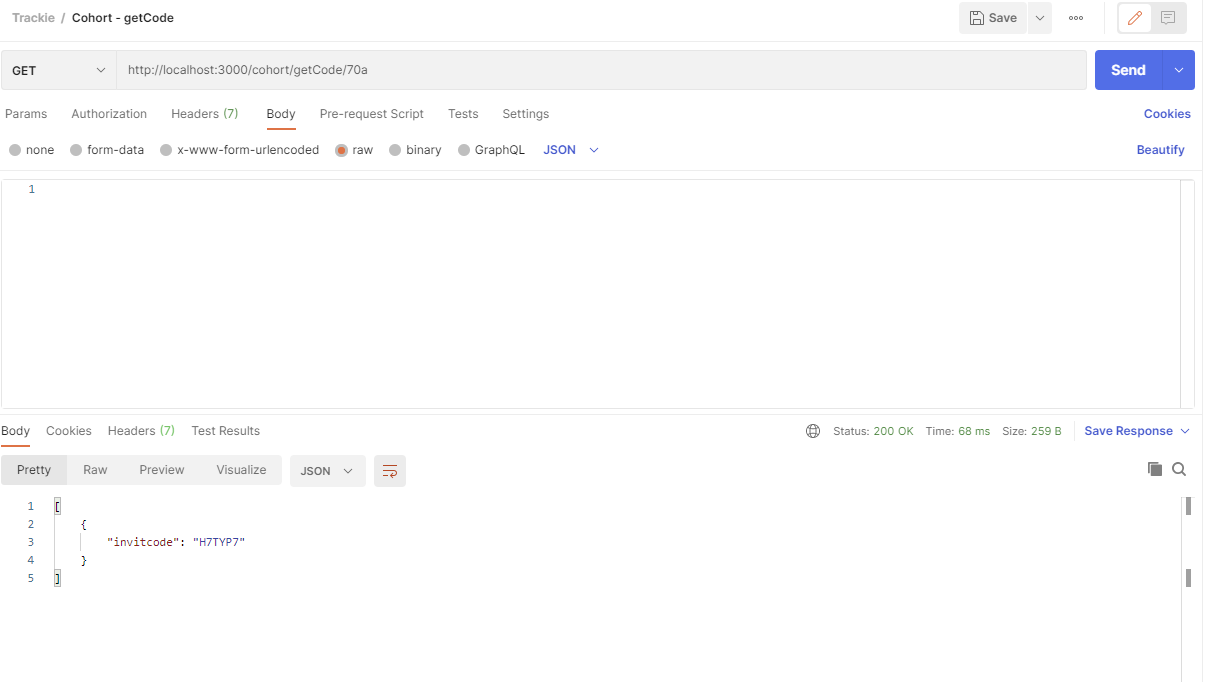 Trackie / Cohort - getCode Save
GET http://localhost:3000/cohort/getCode/70a Send
Params Authorization Headers (7) Body Pre-request Script Tests Settings Cookies
none form-data x-www-form-urlencoded raw binary GraphQL JSON Beautify
1
Body Cookies Headers (7) Test Results Status: 200 OK Time: 68 ms Size: 259 B Save Response
Pretty Raw Preview Visualize JSON
1 [
2 {
3 "invitcode": "H7TYP7"
4 }
5 ]